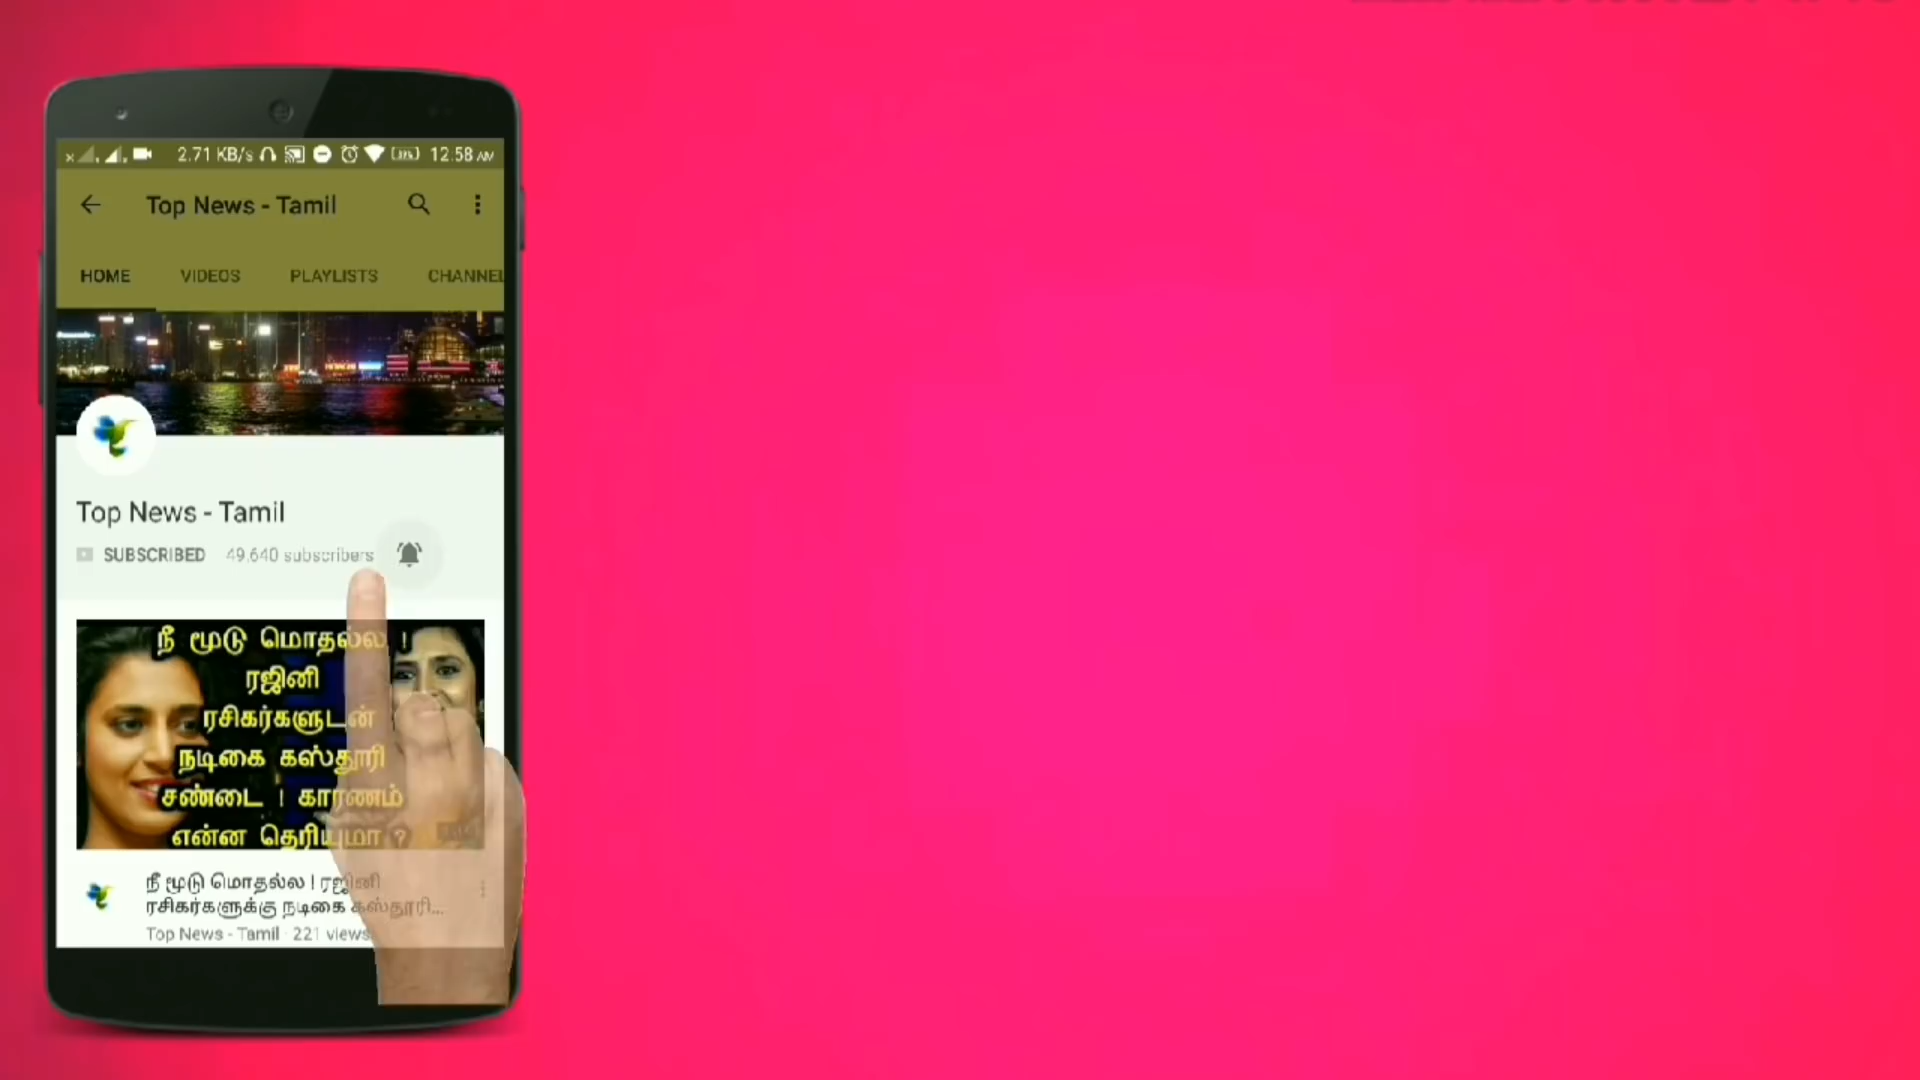 2.71 KB/s 12.58 AM
Top News - Tamil
HOME VIDEOS PLAYLISTS CHANNEL
Top News - Tamil
SUBSCRIBED 49,640 subscribers
நீ மூடு மொதல்ல !
ரஜினி
ரசிகர்களுடன்
நடிகை கஸ்தூரி
சண்டை ! காரணம்
என்ன தெரியுமா ?
நீ மூடு மொதல்ல ! ரஜினி
ரசிகர்களுக்கு நடிகை கஸ்தூரி...
Top News - Tamil · 221 views